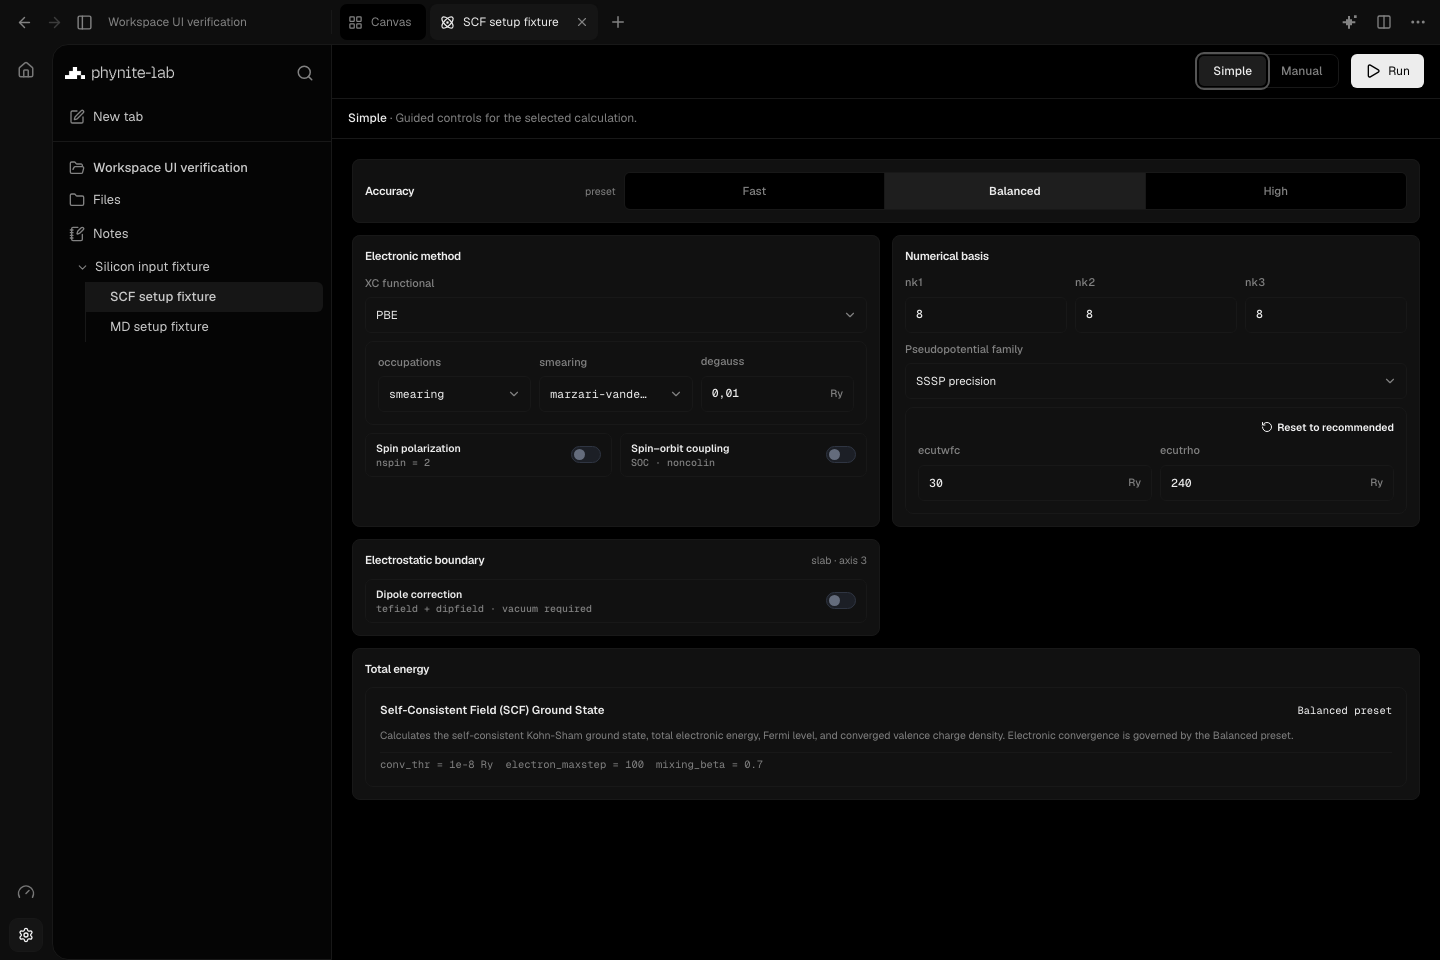 Workspace UI verification
Canvas
SCF setup fixture
phynite-lab
Simple
Manual
Run
New tab
Simple · Guided controls for the selected calculation.
Workspace UI verification
Files
Notes
Silicon input fixture
SCF setup fixture
MD setup fixture
Accuracy
preset
Fast
Balanced
High
Electronic method
XC functional
PBE
occupations
smearing
degauss
smearing
marzari-vande…
0,01
Ry
Spin polarization
nspin = 2
Spin–orbit coupling
SOC · noncolin
Numerical basis
nk1
nk2
nk3
8
8
8
Pseudopotential family
SSSP precision
Reset to recommended
ecutwfc
ecutrho
30
Ry
240
Ry
Electrostatic boundary
slab · axis 3
Dipole correction
tefield + dipfield · vacuum required
Total energy
Self-Consistent Field (SCF) Ground State
Balanced preset
Calculates the self-consistent Kohn-Sham ground state, total electronic energy, Fermi level, and converged valence charge density. Electronic convergence is governed by the Balanced preset.
conv_thr = 1e-8 Ry electron_maxstep = 100 mixing_beta = 0.7